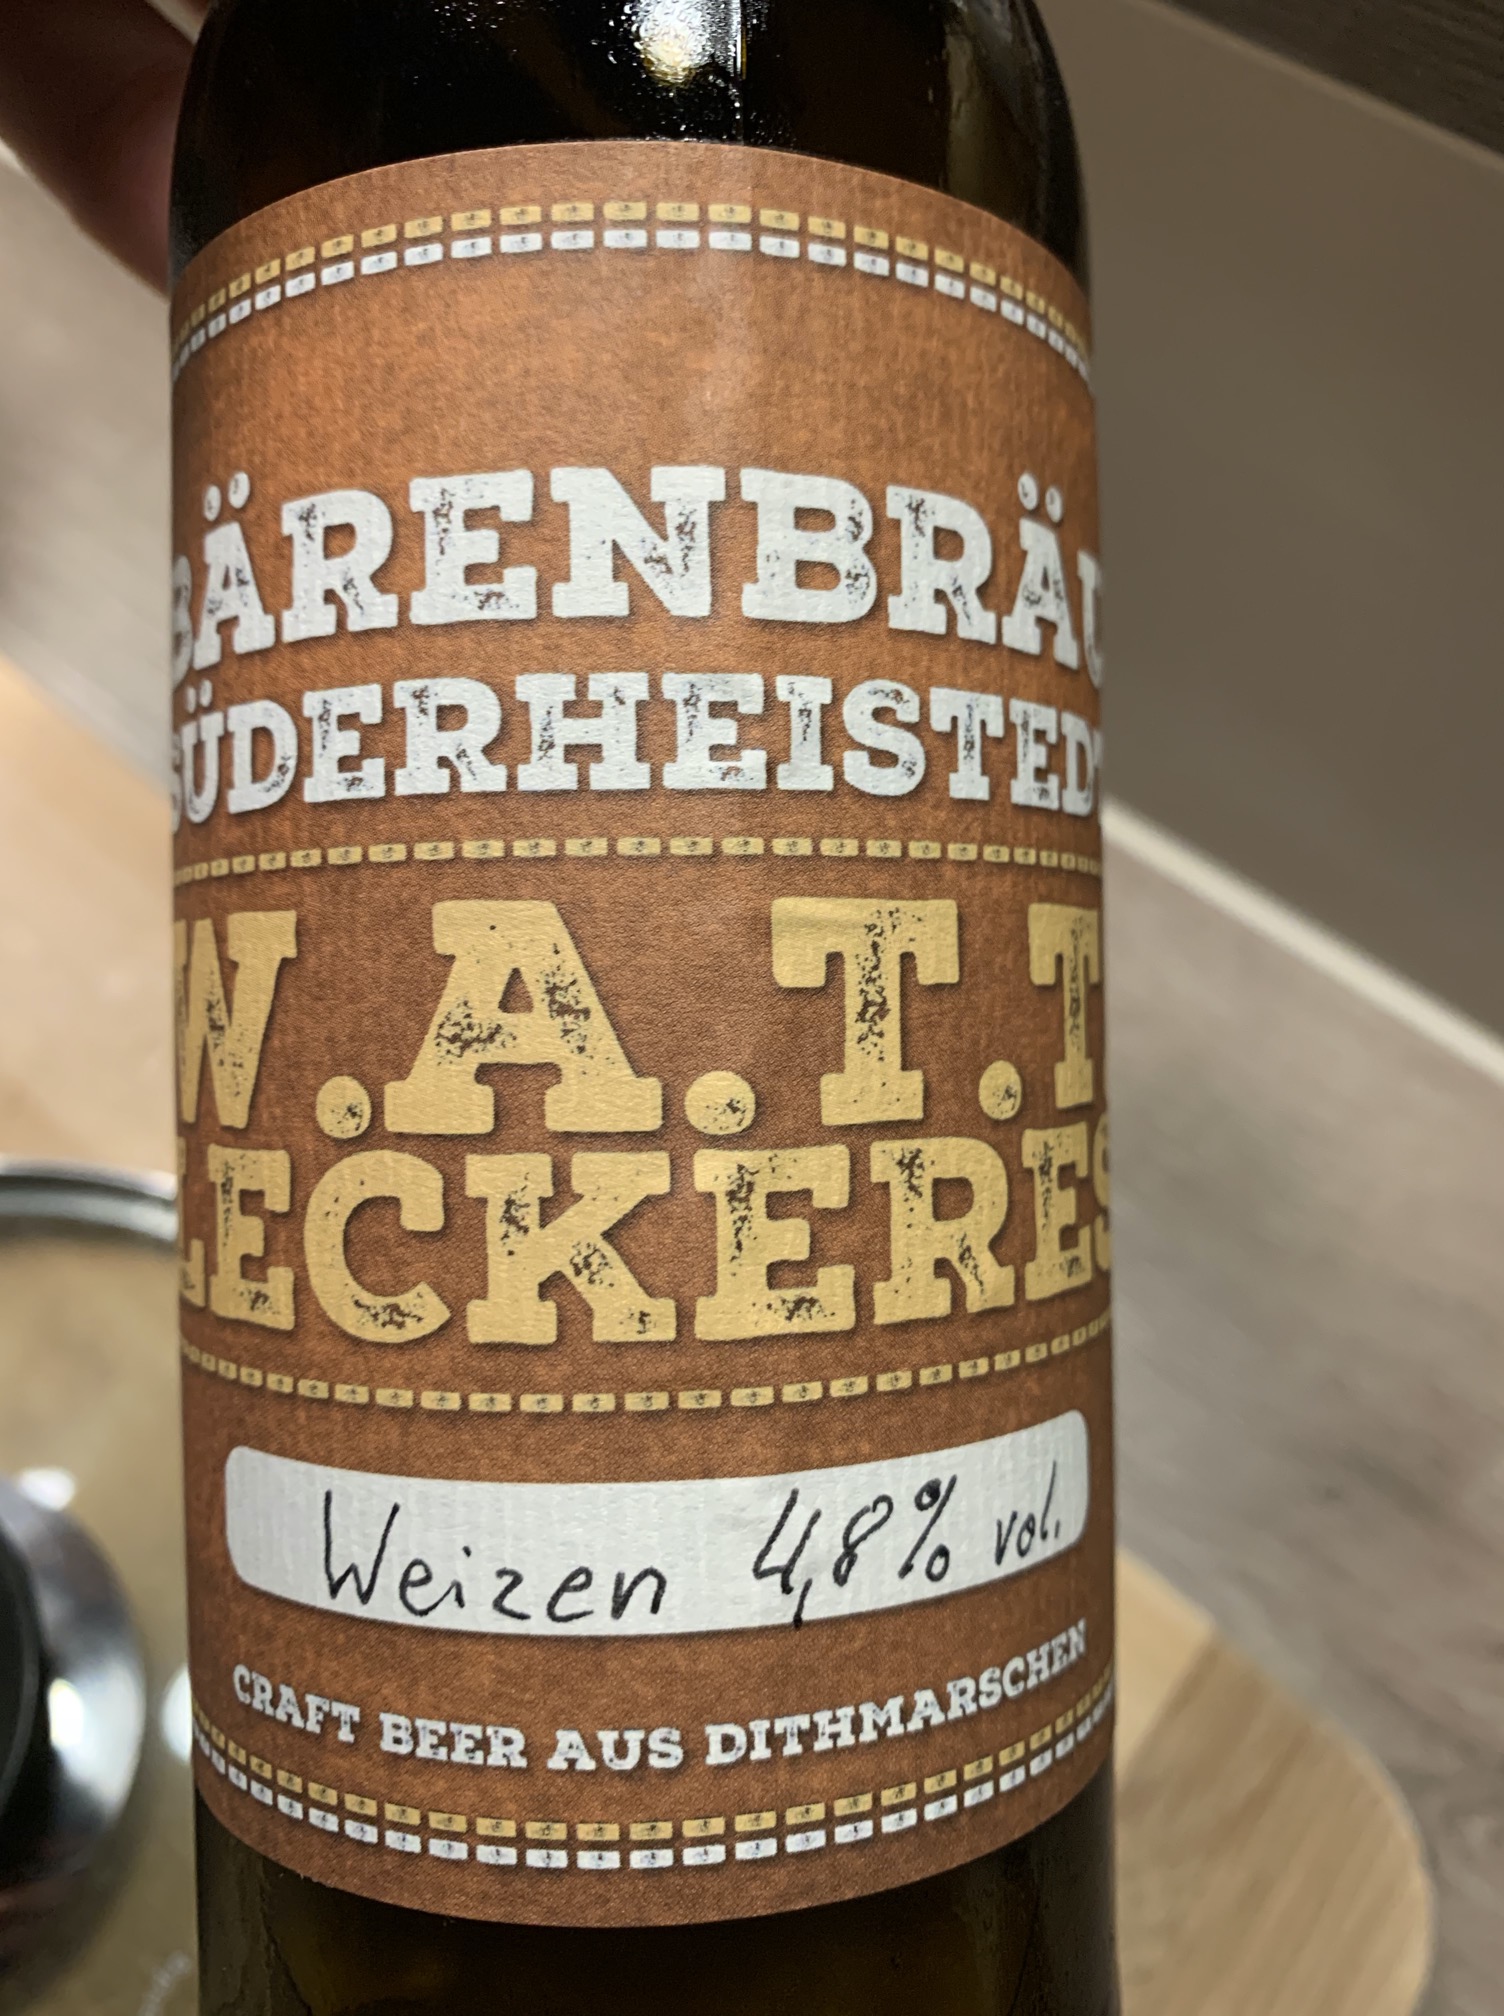 BÄRENBRÄU
SÜDERHEISTEDT
W.A.T.T
LECKERES
Weizen 4,8% vol.
CRAFT BEER AUS DITHMARSCHEN